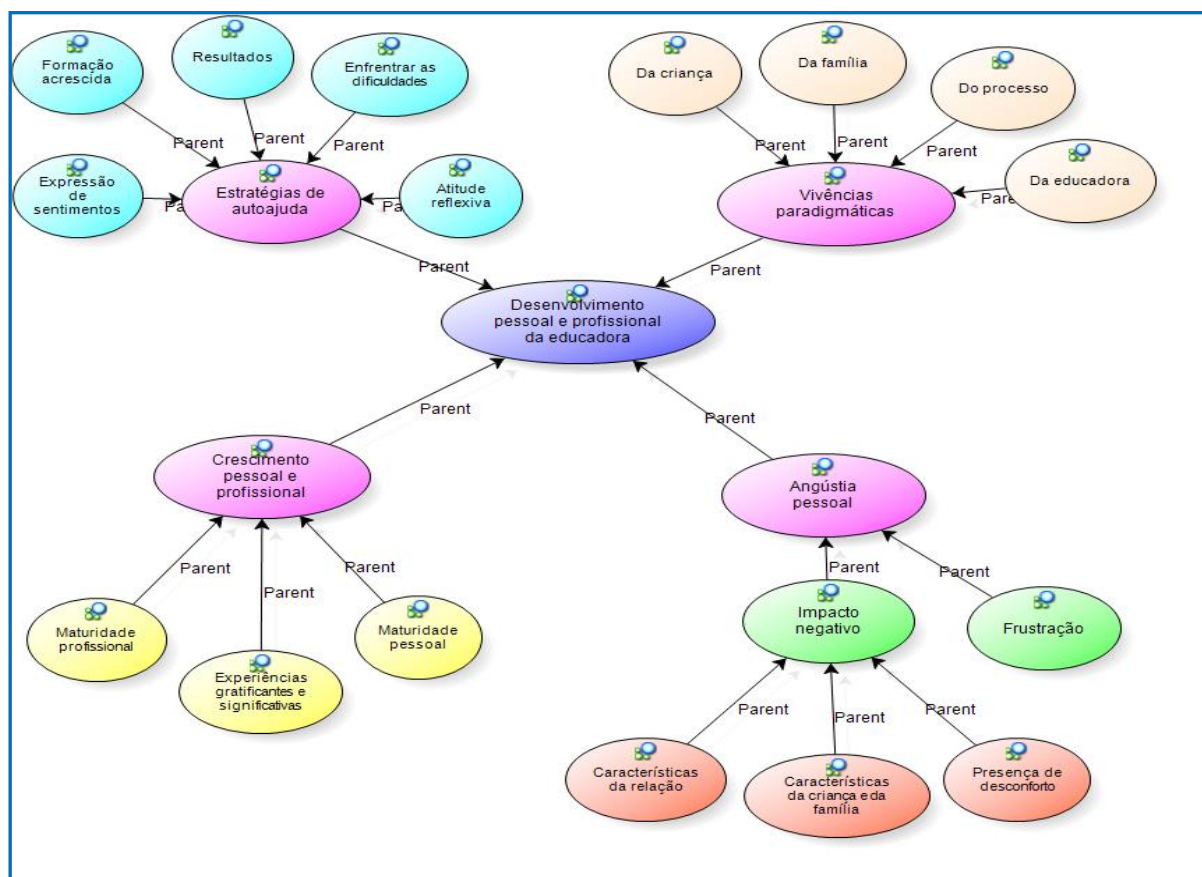 Formação
acrescida
Resultados
Enfrentrar as
dificuldades
Da criança
Da família
Do processo
Parent
Parent
Parent
Parent
Parent
Parent
Expressão
de
sentimentos
Estratégias de
autoajuda
Atitude
reflexiva
Vivências
paradigmáticas
Da educadora
Parent
Parent
Parent
Desenvolvimento
pessoal e profissional
da educadora
Parent
Parent
Crescimento
pessoal e
profissional
Angústia
pessoal
Parent
Parent
Parent
Parent
Parent
Maturidade
profissional
Experiências
gratificantes e
significativas
Maturidade
pessoal
Impacto
negativo
Frustração
Parent
Parent
Parent
Características
da relação
Características
da criança e da
família
Presença de
desconforto